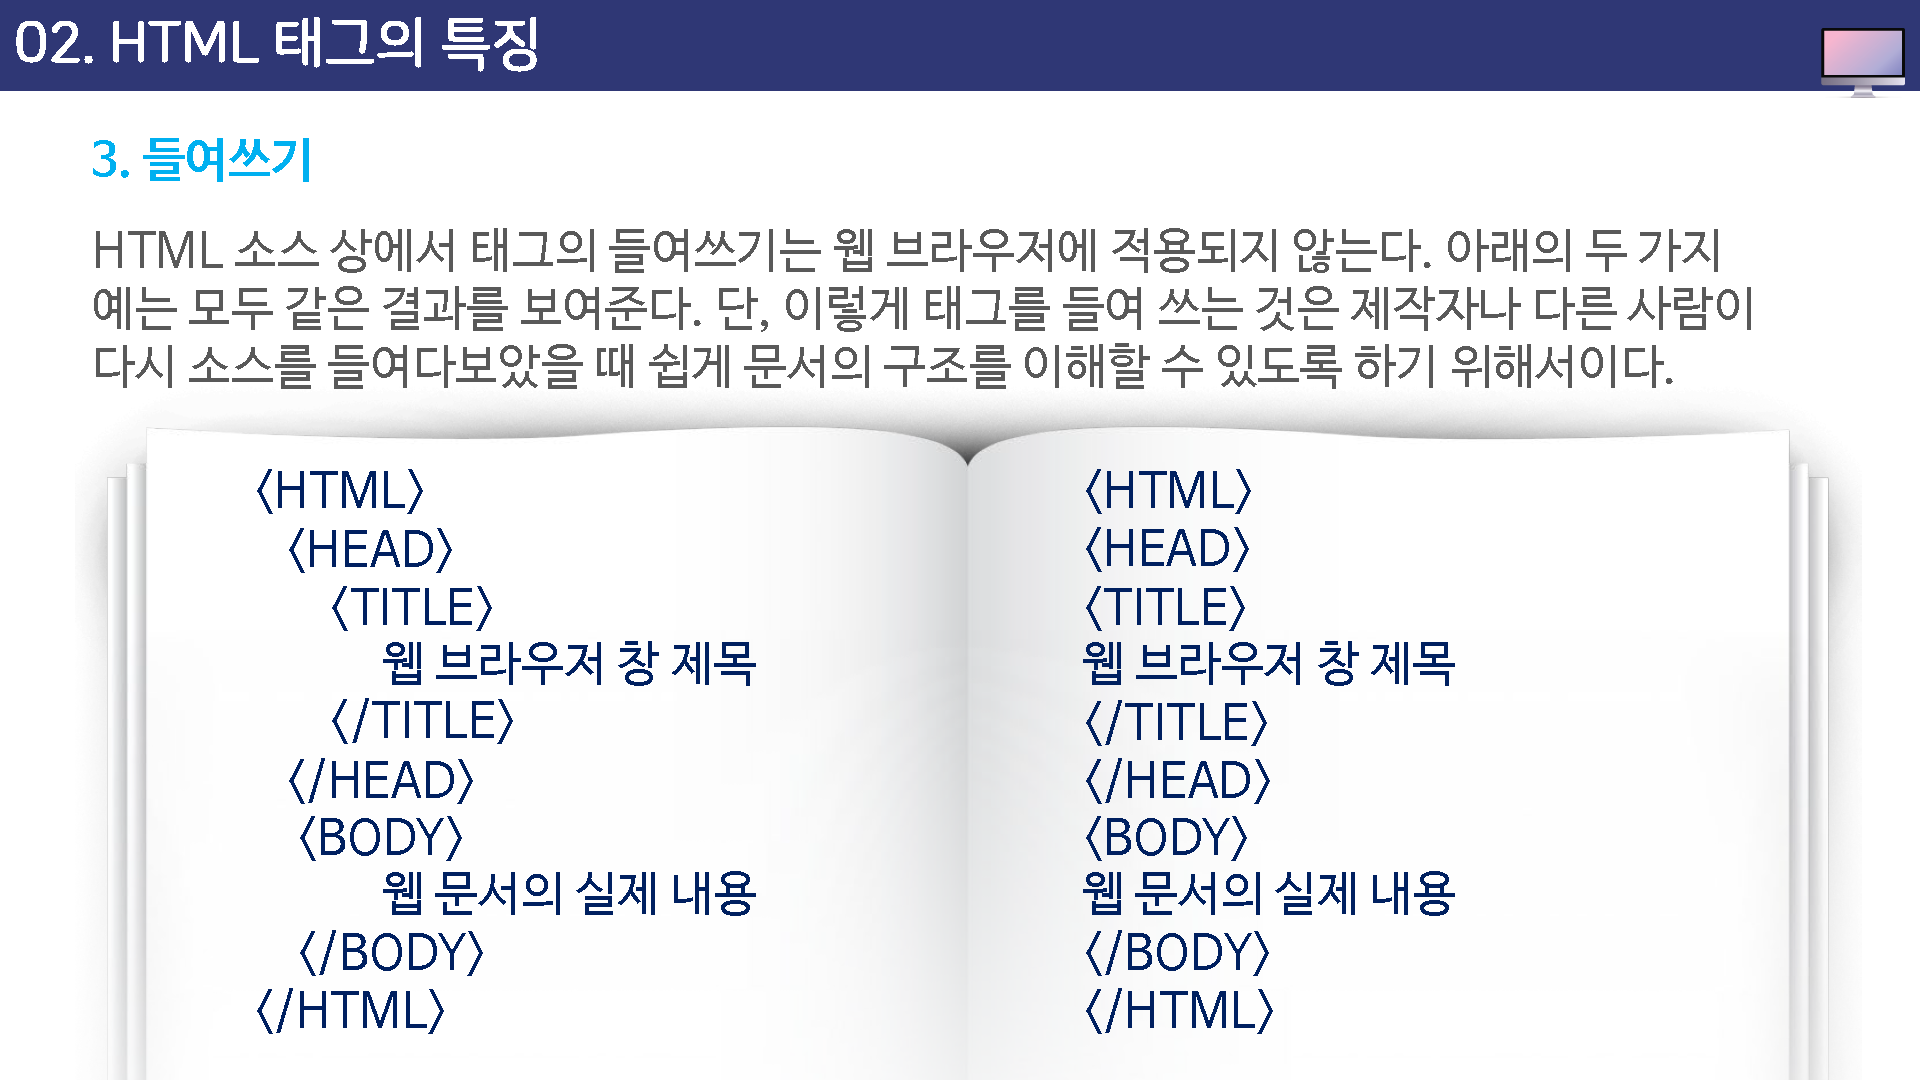 02. HTML 태그의 특징
3. 들여쓰기
HTML 소스 상에서 태그의 들여쓰기는 웹 브라우저에 적용되지 않는다. 아래의 두 가지
예는 모두 같은 결과를 보여준다. 단, 이렇게 태그를 들여 쓰는 것은 제작자나 다른 사람이
다시 소스를 들여다보았을 때 쉽게 문서의 구조를 이해할 수 있도록 하기 위해서이다.
〈HTML〉
〈HEAD〉
〈TITLE〉
웹 브라우저 창 제목
〈/TITLE〉
〈/HEAD〉
〈BODY〉
웹 문서의 실제 내용
〈/BODY〉
〈/HTML〉
〈HTML〉
〈HEAD〉
〈TITLE〉
웹 브라우저 창 제목
〈/TITLE〉
〈/HEAD〉
〈BODY〉
웹 문서의 실제 내용
〈/BODY〉
〈/HTML〉